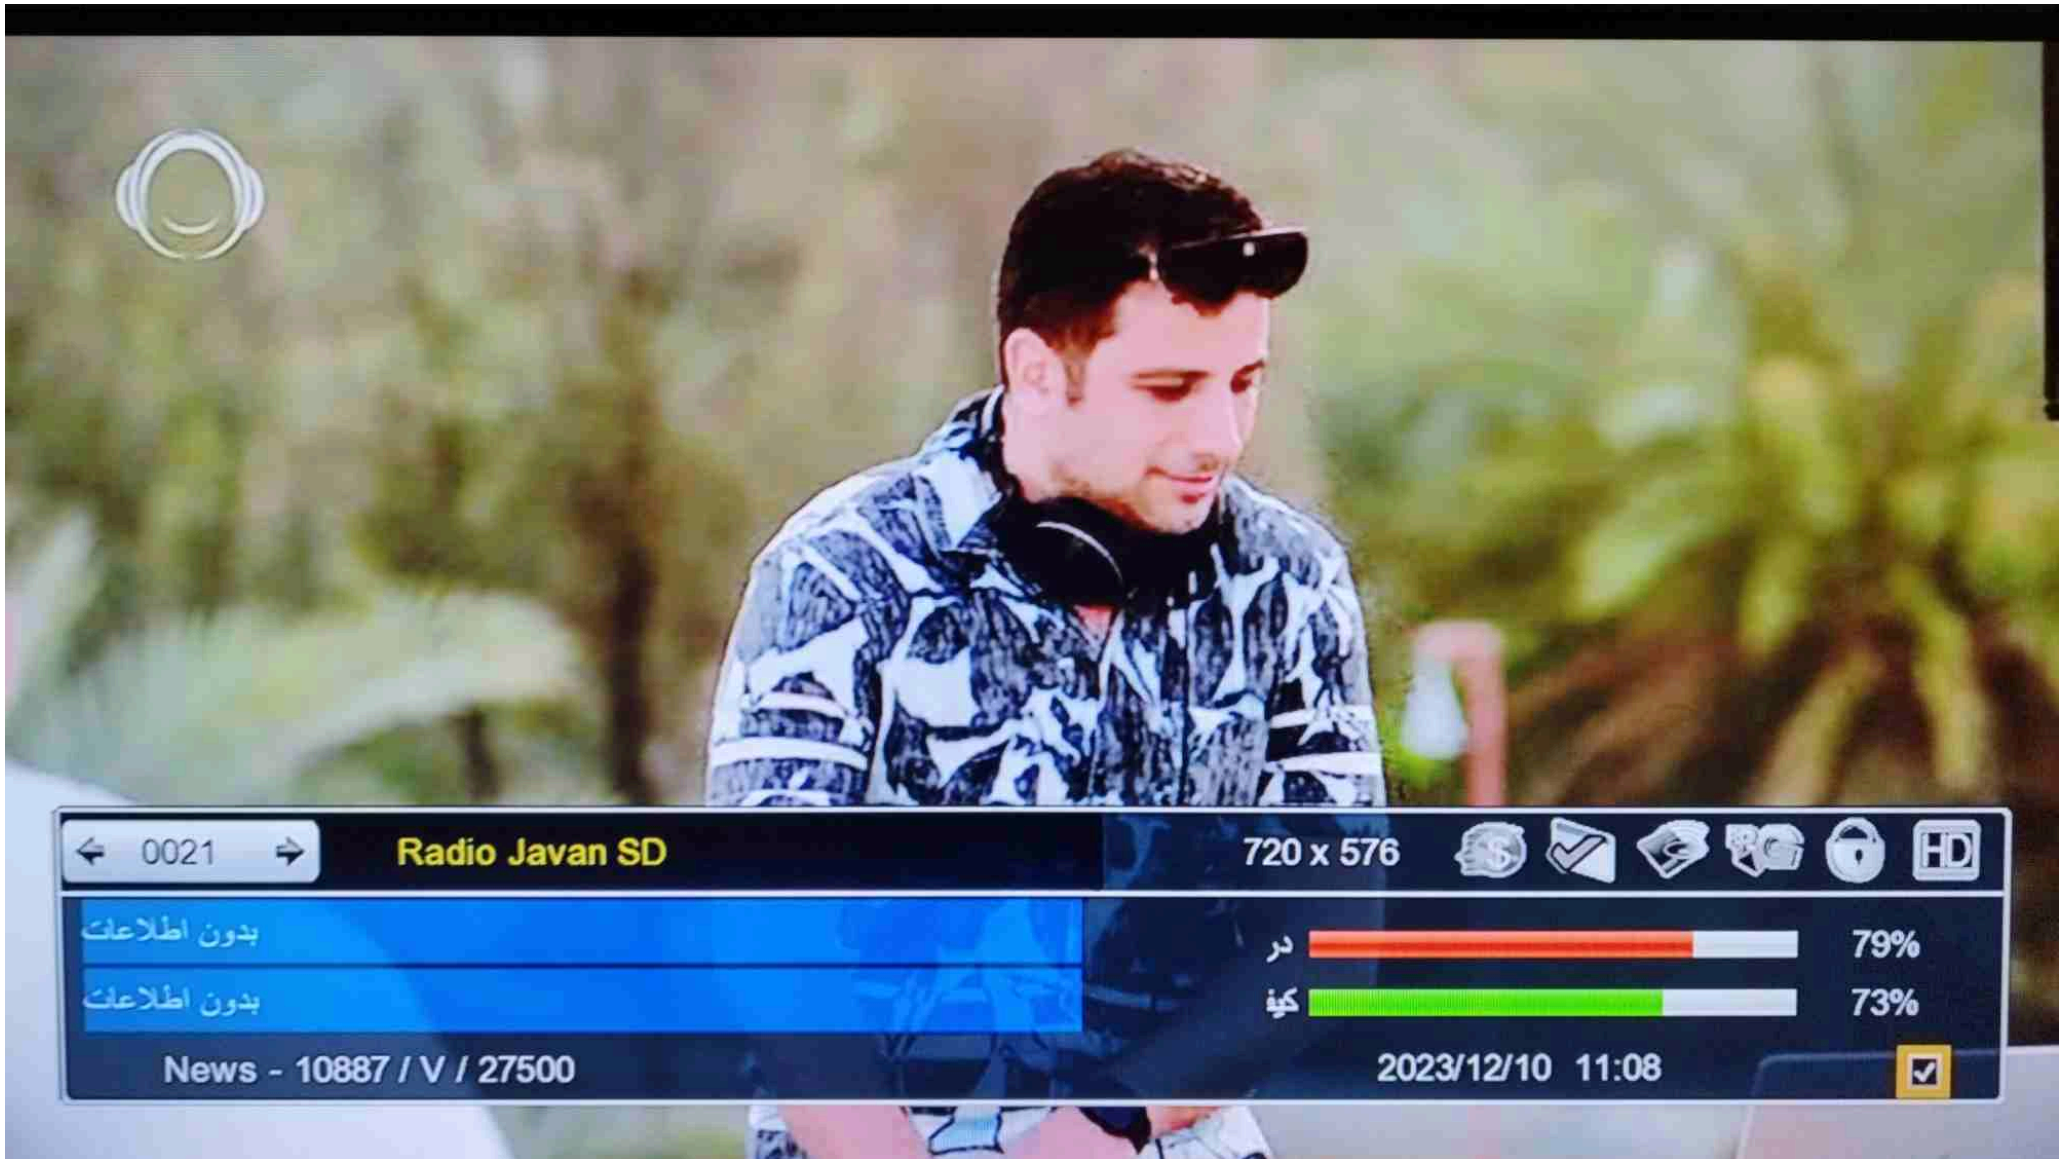 0021 Radio Javan SD 720 x 576 HD
بدون اطلاعات
در 79%
بدون اطلاعات
كيف 73%
News - 10887 / V / 27500 2023/12/10 11:08